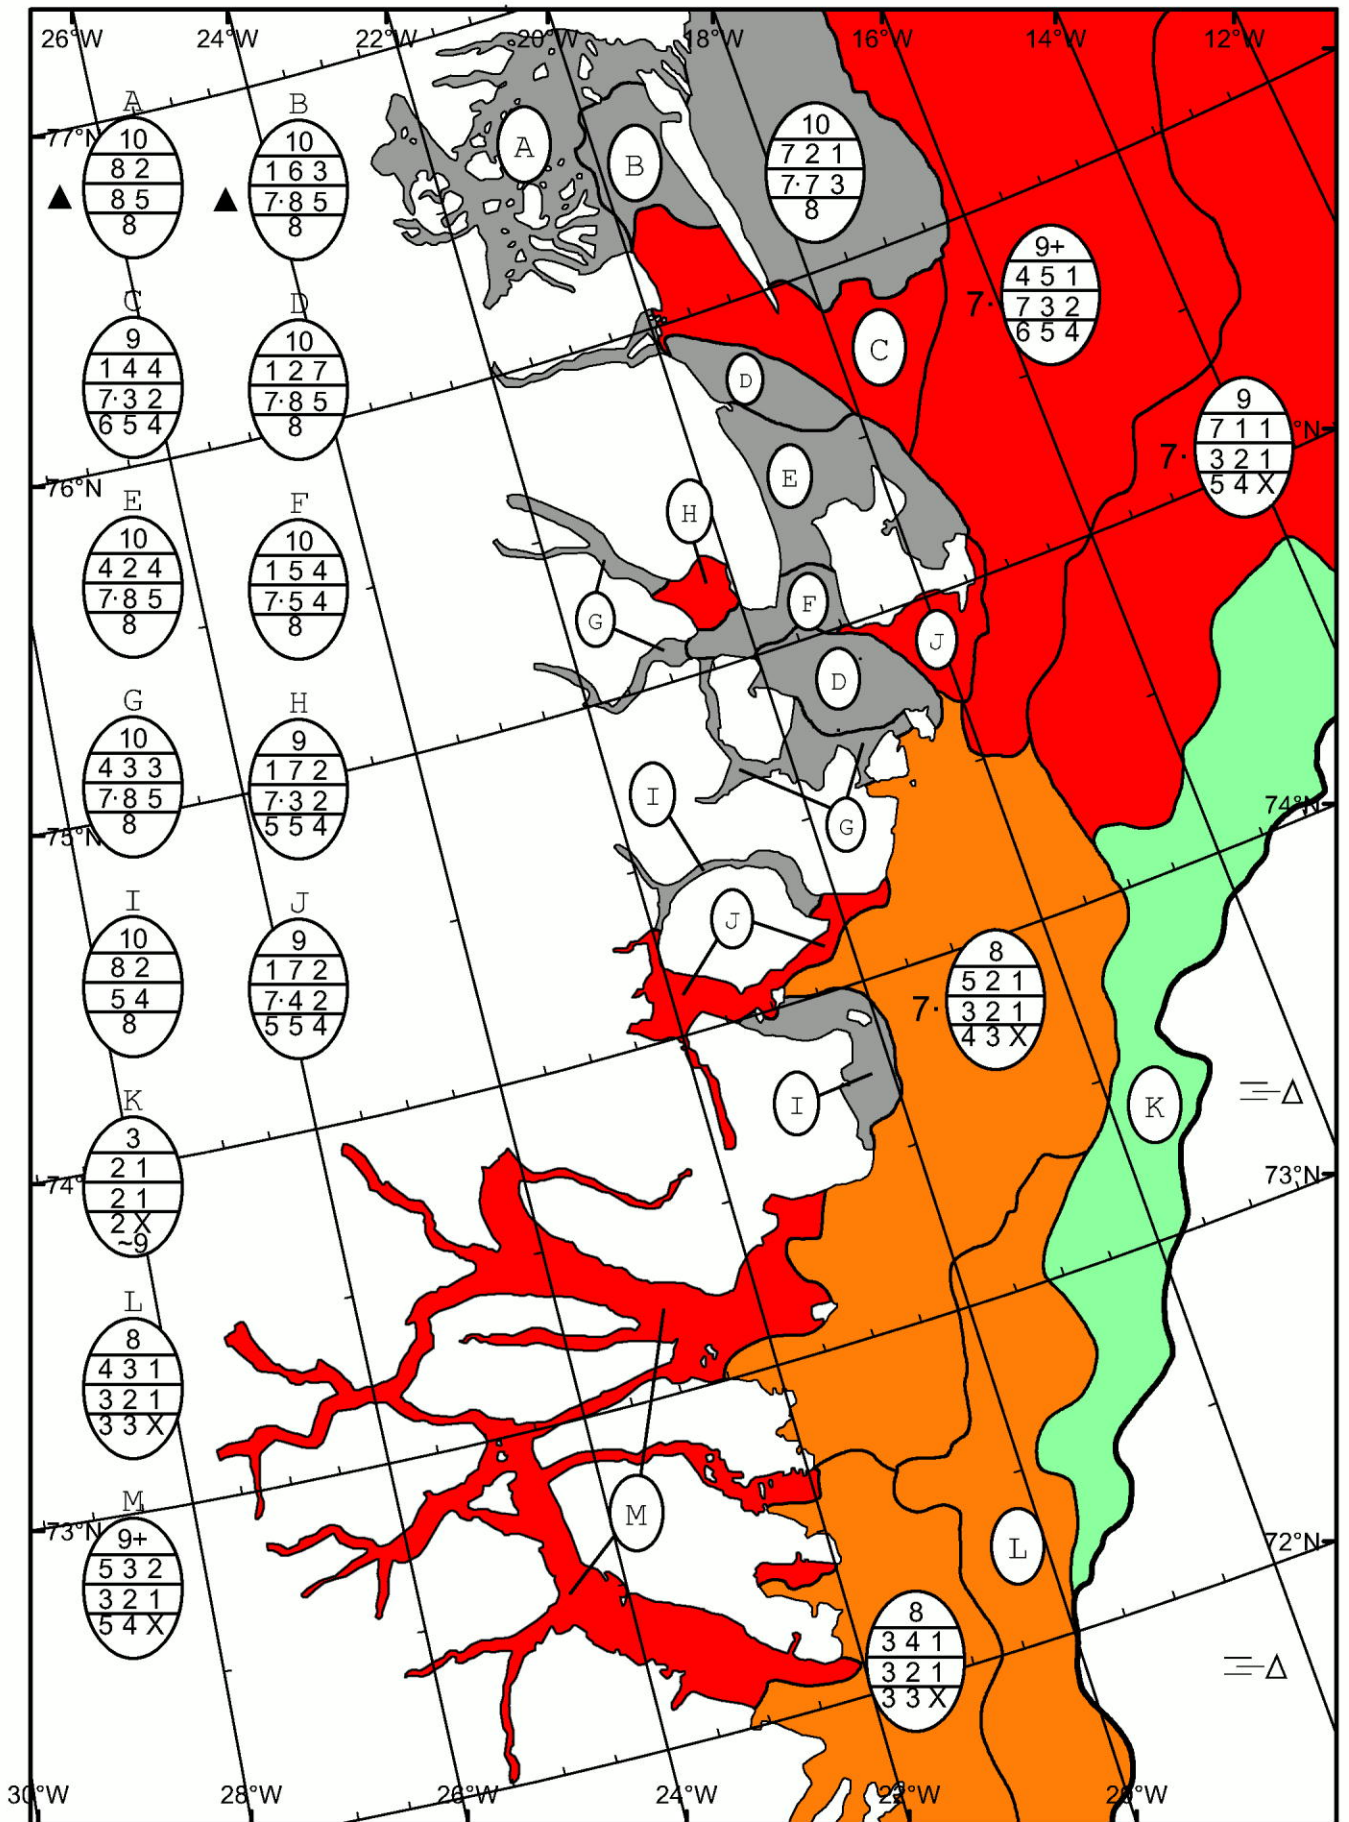 26°W 24°W 22°W 20°W 18°W 16°W 14°W 12°W
77°N
A
10
8 2
8 5
8
B
10
1 6 3
7·8 5
8
A
B
10
7 2 1
7·7 3
8
9+
4 5 1
7· 7 3 2
6 5 4
C
9
1 4 4
7·3 2
6 5 4
D
10
1 2 7
7·8 5
8
C
D
9
7 1 1
7· 3 2 1
5 4 X
°N
76°N
E
10
4 2 4
7·8 5
8
F
10
1 5 4
7·5 4
8
E
H
F
G
J
D
G
10
4 3 3
7·8 5
8
H
9
1 7 2
7·3 2
5 5 4
I
G
74°N
75°N
I
10
8 2
5 4
8
J
9
1 7 2
7·4 2
5 5 4
J
8
5 2 1
7· 3 2 1
4 3 X
I
K
K
3
2 1
2 1
2 X
~9
74°
73°N
L
8
4 3 1
3 2 1
3 3 X
M
9+
5 3 2
3 2 1
5 4 X
73°N
M
L
72°N
8
3 4 1
3 2 1
3 3 X
30°W 28°W 26°W 24°W 22°W 20°W